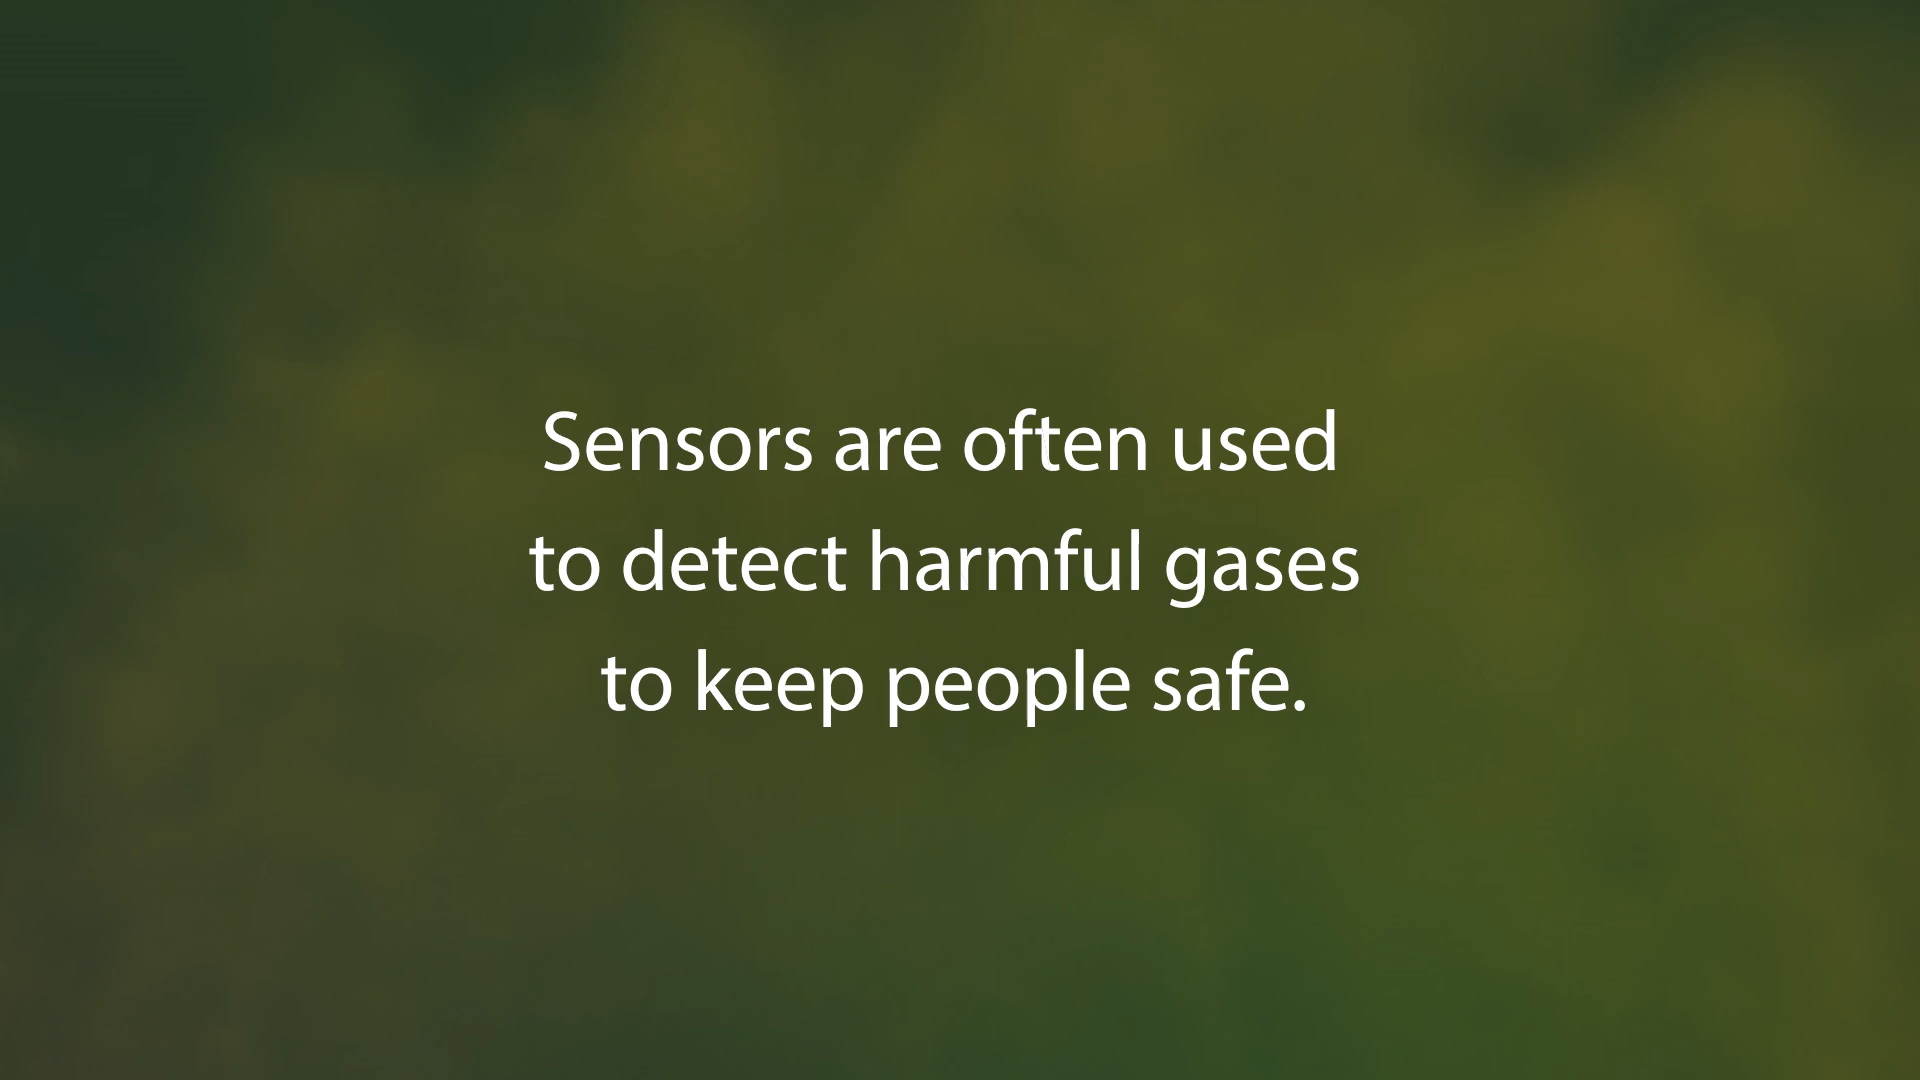 Sensors are often used
to detect harmful gases
to keep people safe.